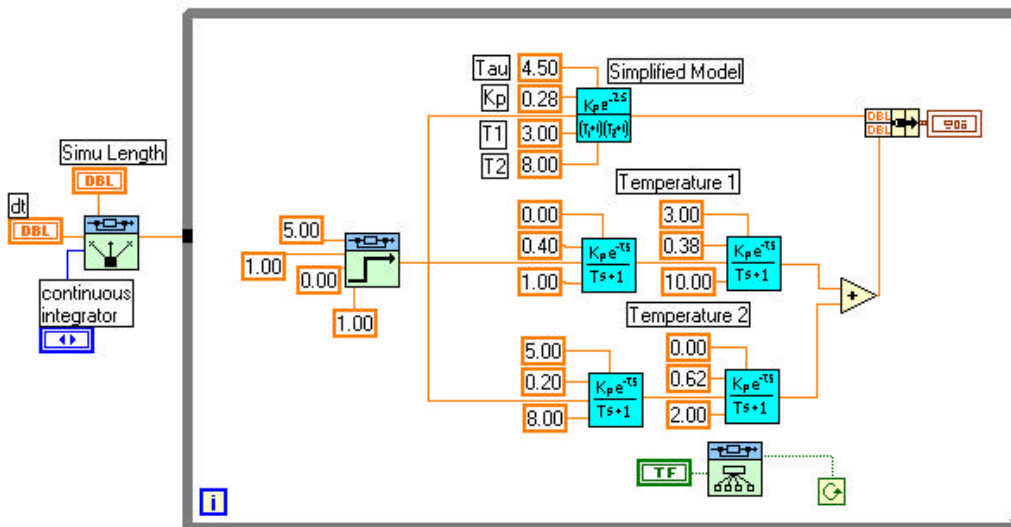 Simu Length
DBL
dt
DBL
continuous
integrator
5.00
1.00
0.00
1.00
Tau 4.50
Kp 0.28
T1 3.00
T2 8.00
Simplified Model
Kpe-2s
(T1+1)(T2+1)
DBL
DBL
Temperature 1
0.00
0.40
1.00
Kpe-τs
Ts+1
3.00
0.38
10.00
Kpe-τs
Ts+1
+
Temperature 2
5.00
0.20
8.00
Kpe-τs
Ts+1
0.00
0.62
2.00
Kpe-τs
Ts+1
TF
i